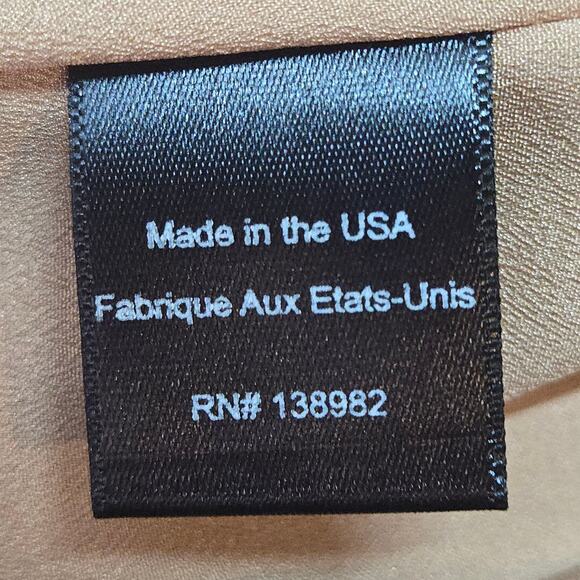 Made in the USA
Fabrique Aux Etats-Unis
RN# 138982